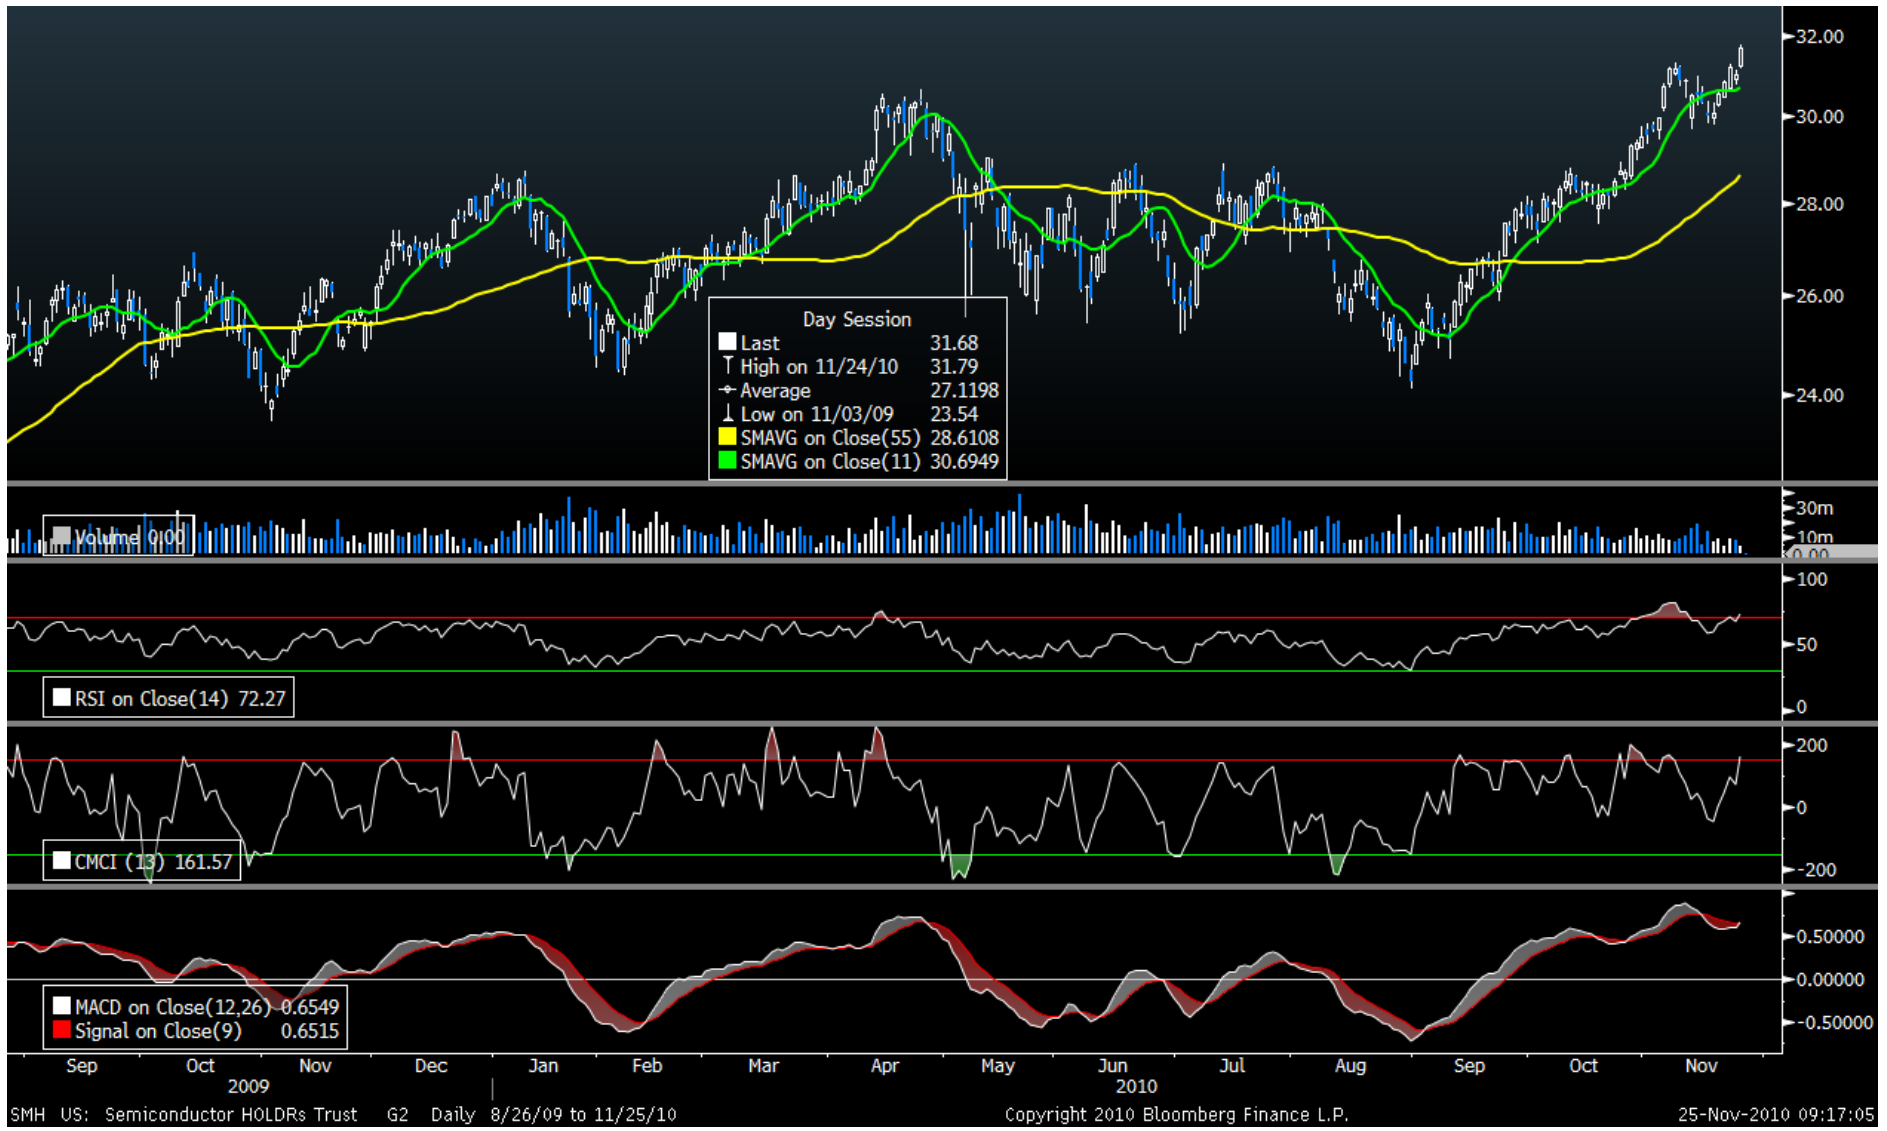 32.00
30.00
28.00
26.00
24.00
Day Session
Last 31.68
High on 11/24/10 31.79
Average 27.1198
Low on 11/03/09 23.54
SMAVG on Close(55) 28.6108
SMAVG on Close(11) 30.6949
Volume 0.00
30m
10m
0.00
100
50
0
RSI on Close(14) 72.27
200
0
-200
CMCI (13) 161.57
0.50000
0.00000
-0.50000
MACD on Close(12,26) 0.6549
Signal on Close(9) 0.6515
Sep Oct Nov Dec Jan Feb Mar Apr May Jun Jul Aug Sep Oct Nov
2009 2010
SMH US: Semiconductor HOLDRs Trust G2 Daily 8/26/09 to 11/25/10 Copyright 2010 Bloomberg Finance L.P. 25-Nov-2010 09:17:05